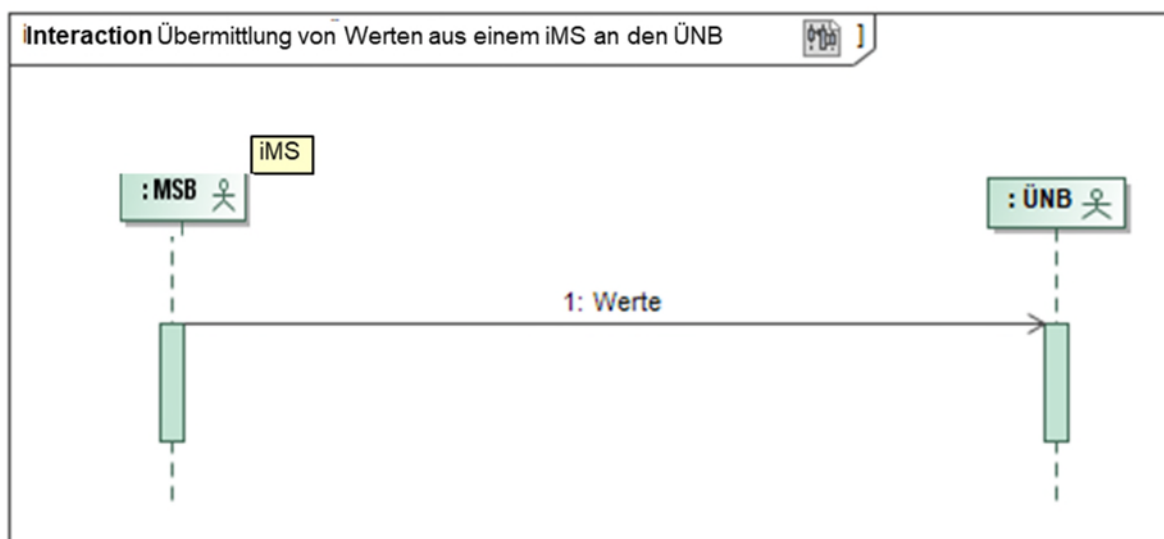 Interaction Übermittlung von Werten aus einem iMS an den ÜNB ]
iMS
: MSB
: ÜNB
1: Werte